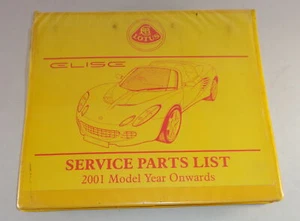 LOTUS
ELISE
SERVICE PARTS LIST
2001 Model Year Onwards